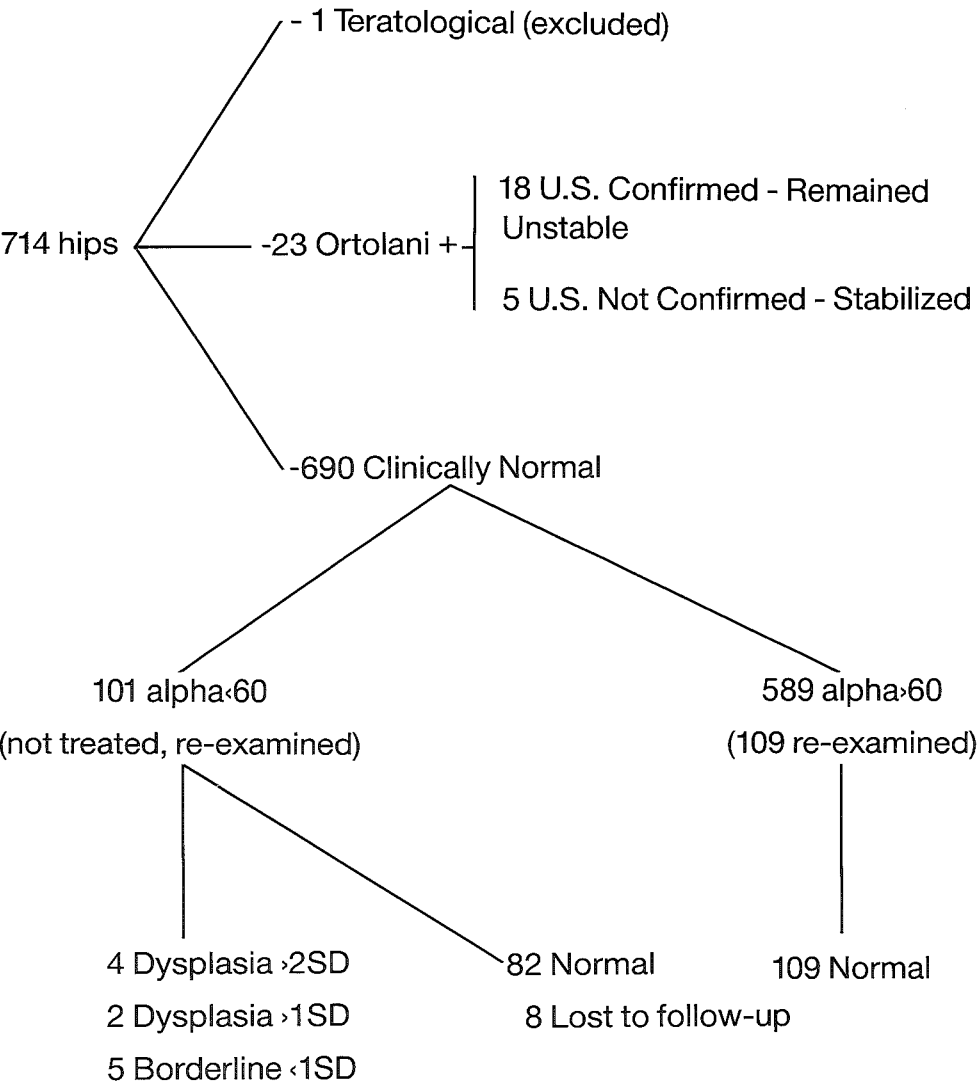 - 1 Teratological (excluded)
18 U.S. Confirmed - Remained
Unstable
714 hips
-23 Ortolani +-
5 U.S. Not Confirmed - Stabilized
-690 Clinically Normal
101 alpha<60
589 alpha>60
(not treated, re-examined)
(109 re-examined)
4 Dysplasia >2SD
82 Normal
109 Normal
2 Dysplasia >1SD
8 Lost to follow-up
5 Borderline <1SD